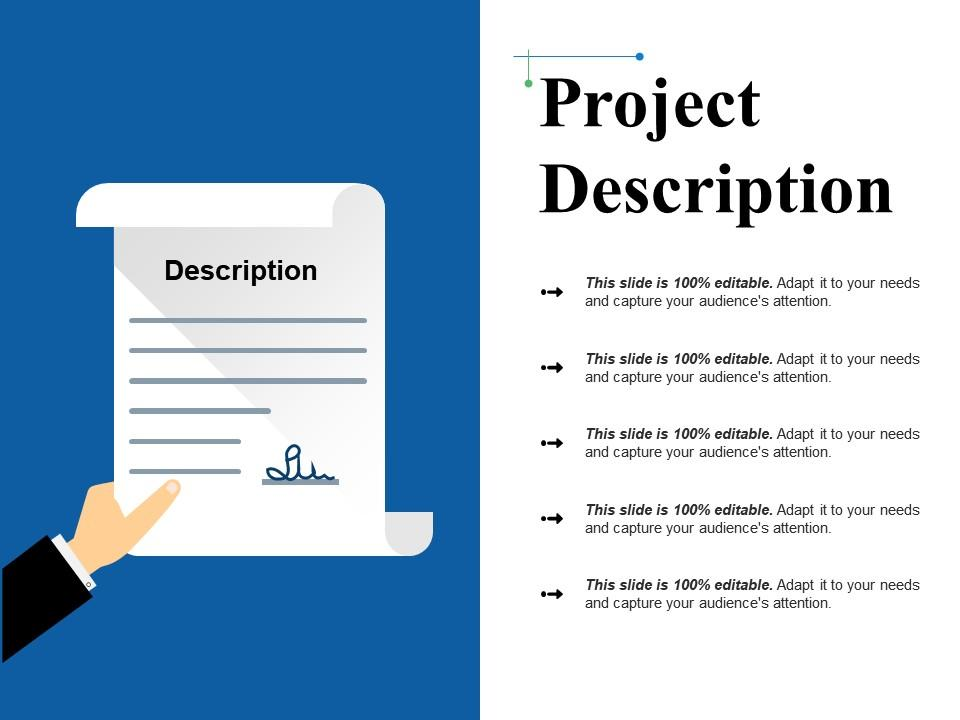 Project
Description
Description
This slide is 100% editable. Adapt it to your needs
and capture your audience's attention.
This slide is 100% editable. Adapt it to your needs
and capture your audience's attention.
This slide is 100% editable. Adapt it to your needs
and capture your audience's attention.
This slide is 100% editable. Adapt it to your needs
and capture your audience's attention.
This slide is 100% editable. Adapt it to your needs
and capture your audience's attention.